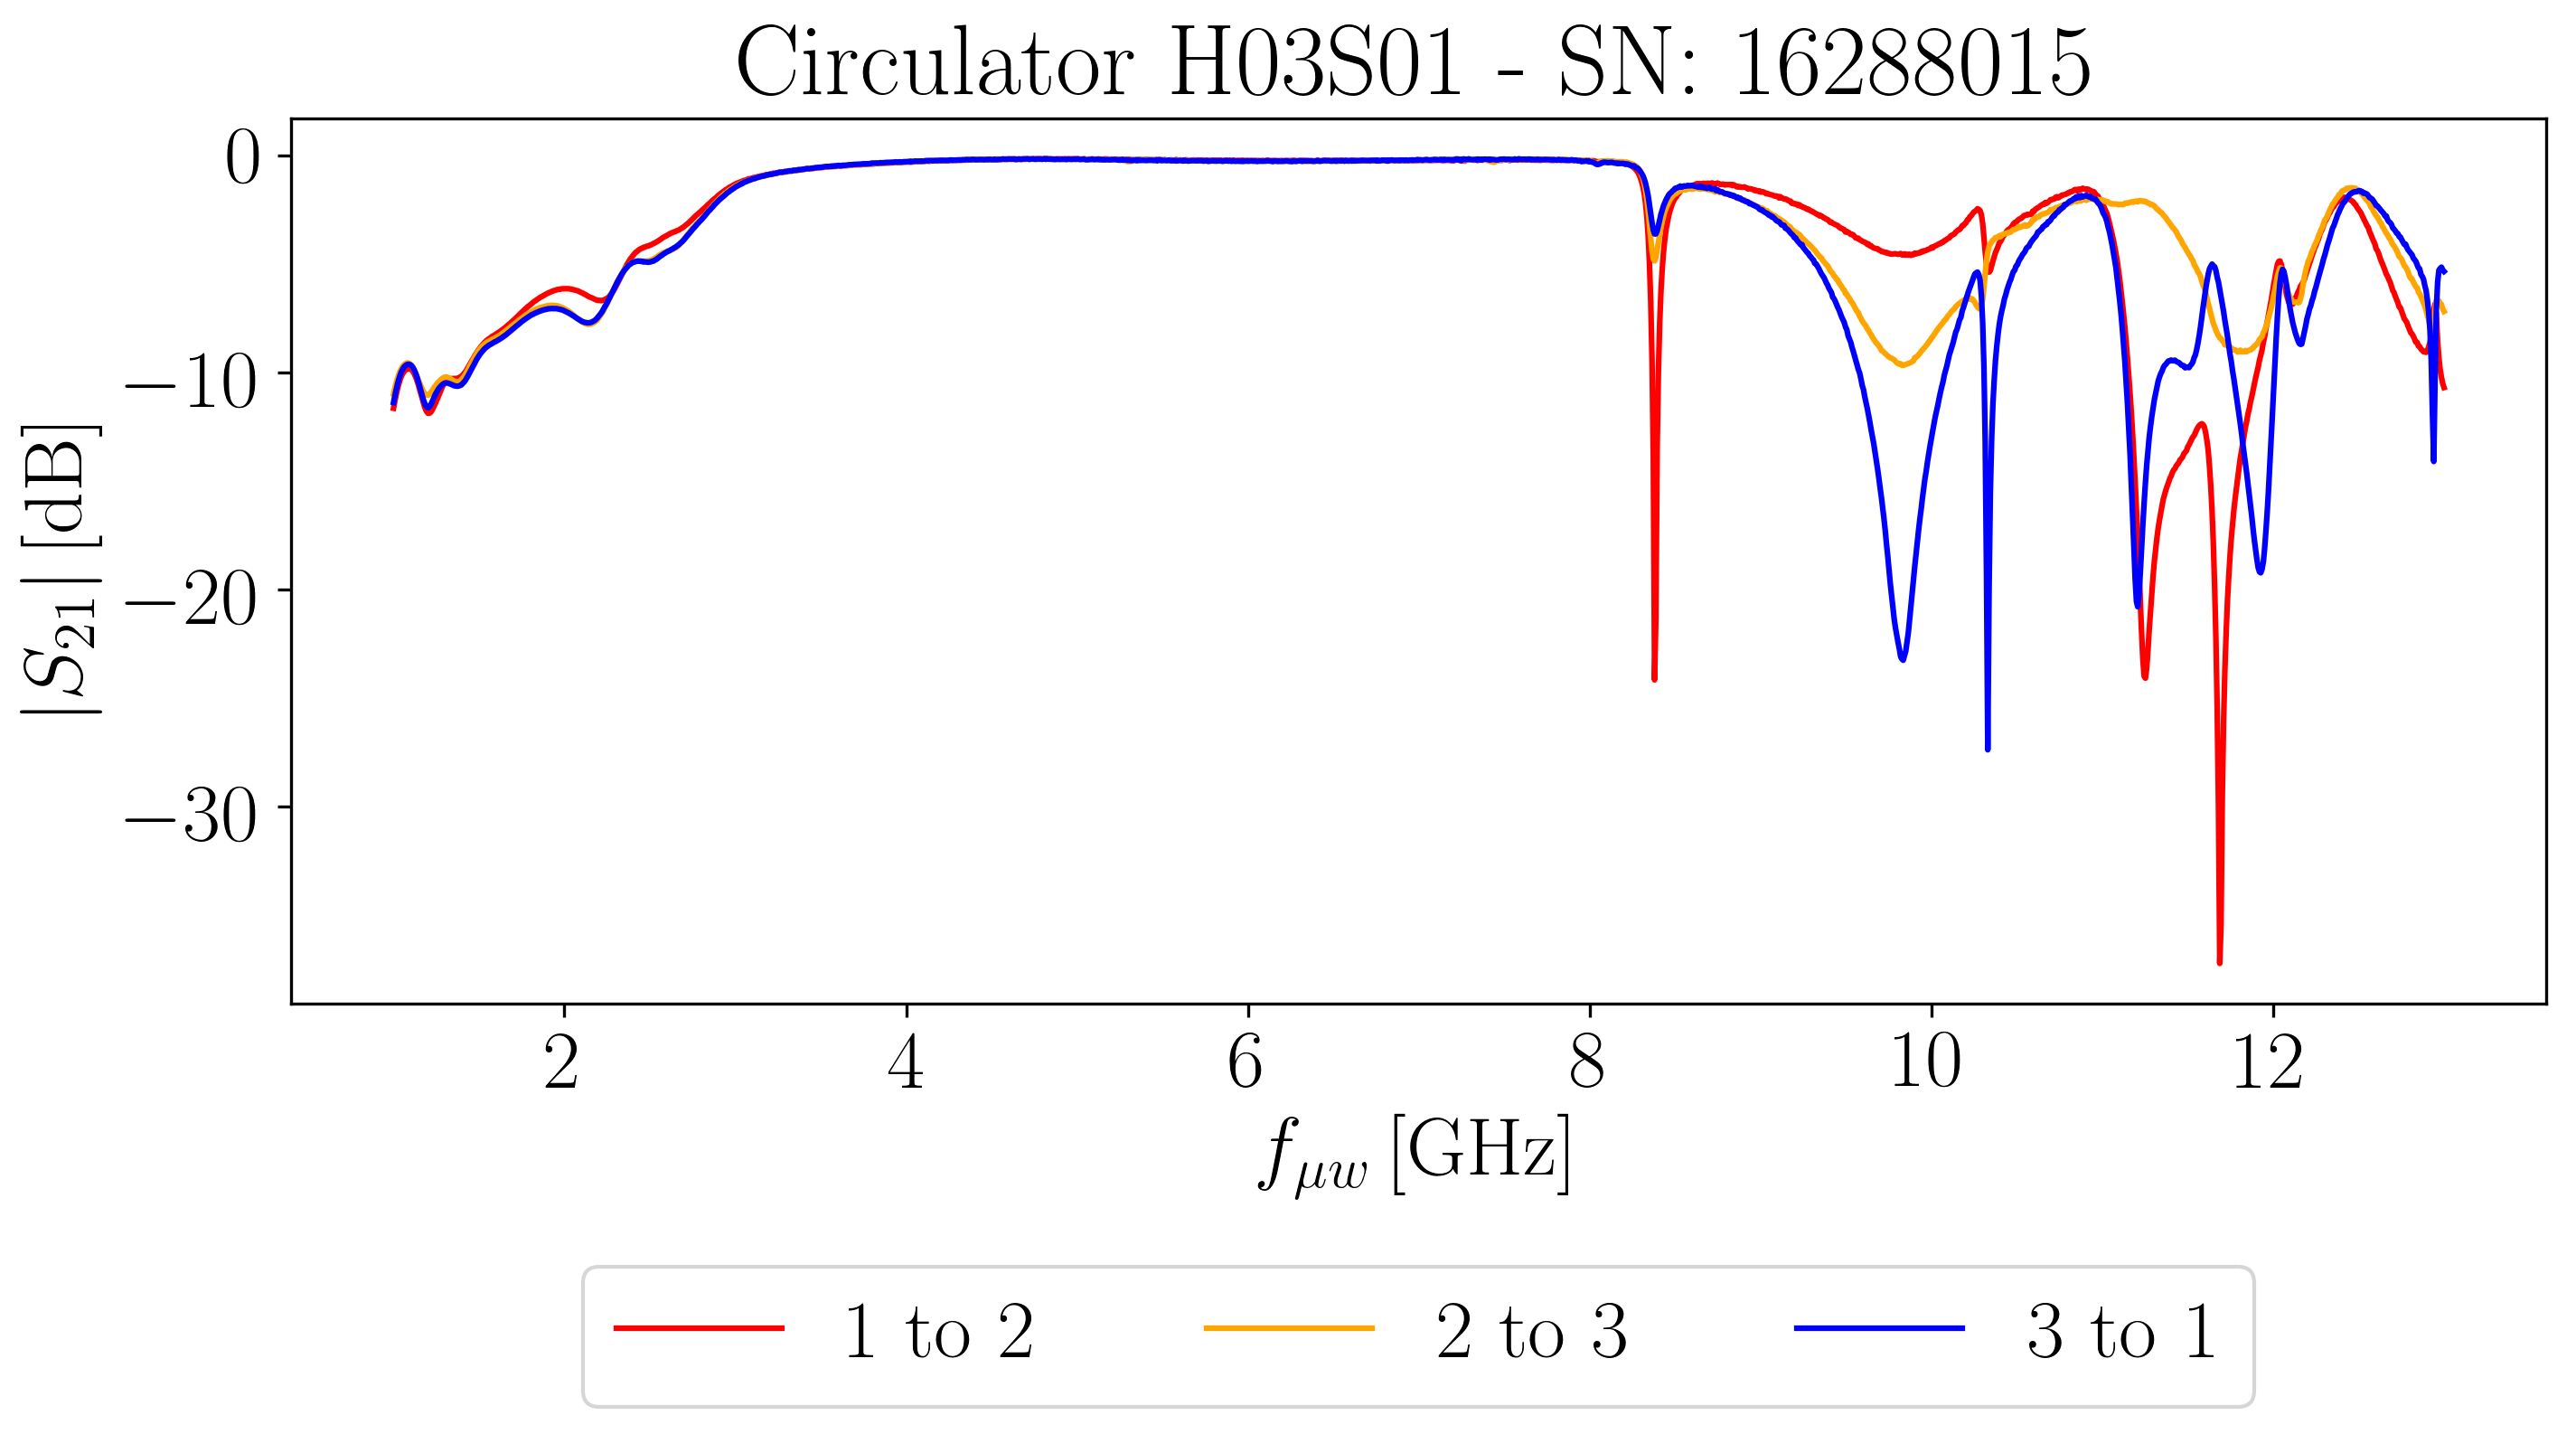 Circulator H03S01 - SN: 16288015
|S₂₁| [dB]
0
−10
−20
−30
2 4 6 8 10 12
f_μw [GHz]
1 to 2 2 to 3 3 to 1